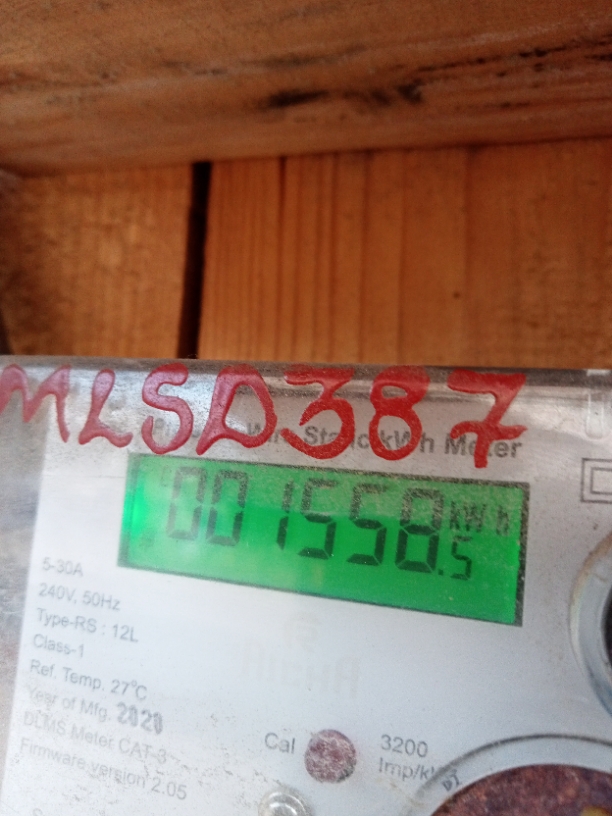 MLSD387
Wire Static kWh Meter
001558.5 kWh
5-30A
240V, 50Hz
Type-RS : 12L
Class-1
Ref. Temp. 27°C
Year of Mfg. 2020
DLMS Meter CAT-3
Firmware version 2.05
Cal
3200